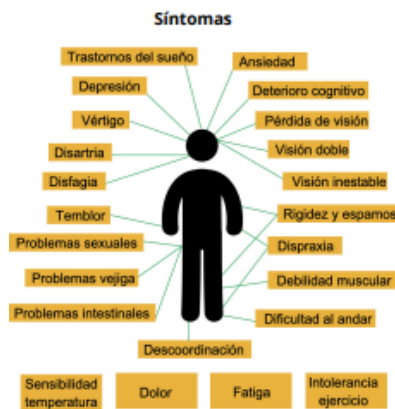 Síntomas
Trastornos del sueño
Ansiedad
Depresión
Deterioro cognitivo
Vértigo
Pérdida de visión
Disartria
Visión doble
Disfagia
Visión inestable
Temblor
Rigidez y espamos
Problemas sexuales
Dispraxia
Problemas vejiga
Debilidad muscular
Problemas intestinales
Dificultad al andar
Descoordinación
Sensibilidad
temperatura
Dolor
Fatiga
Intolerancia
ejercicio